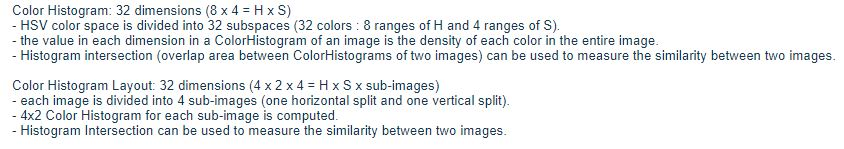 Color Histogram: 32 dimensions (8 x 4 = H x S)
- HSV color space is divided into 32 subspaces (32 colors : 8 ranges of H and 4 ranges of S).
- the value in each dimension in a ColorHistogram of an image is the density of each color in the entire image.
- Histogram intersection (overlap area between ColorHistograms of two images) can be used to measure the similarity between two images.
Color Histogram Layout: 32 dimensions (4 x 2 x 4 = H x S x sub-images)
- each image is divided into 4 sub-images (one horizontal split and one vertical split).
- 4x2 Color Histogram for each sub-image is computed.
- Histogram Intersection can be used to measure the similarity between two images.